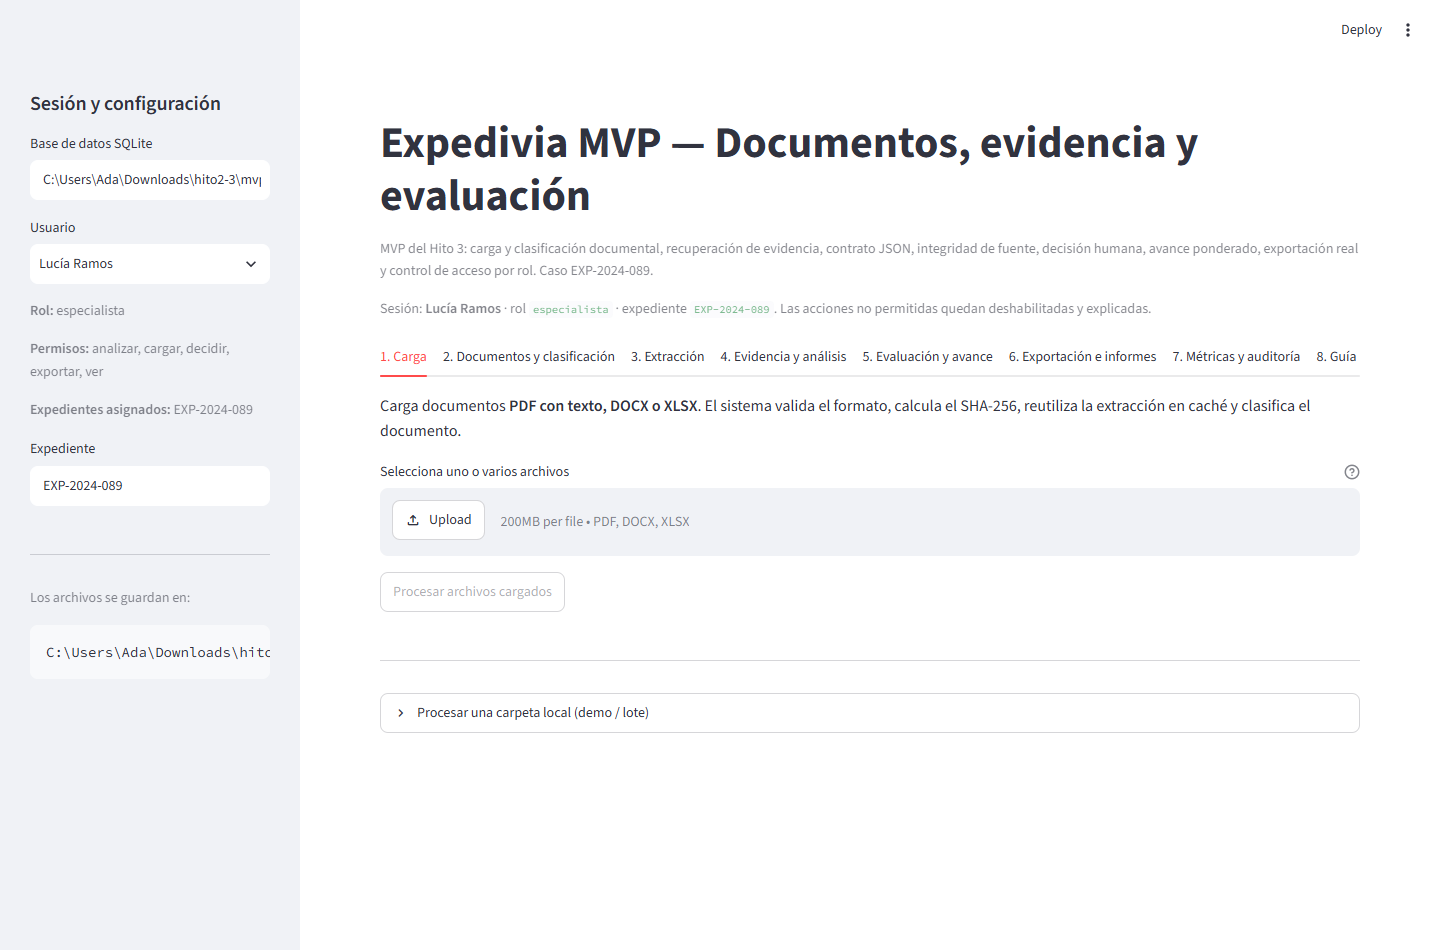 Deploy
Sesión y configuración
Base de datos SQLite
C:\Users\Ada\Downloads\hito2-3\mvp
Usuario
Lucía Ramos
Rol: especialista
Permisos: analizar, cargar, decidir,
exportar, ver
Expedientes asignados: EXP-2024-089
Expediente
EXP-2024-089
Los archivos se guardan en:
C:\Users\Ada\Downloads\hito
Expedivia MVP — Documentos, evidencia y
evaluación
MVP del Hito 3: carga y clasificación documental, recuperación de evidencia, contrato JSON, integridad de fuente, decisión humana, avance ponderado, exportación real
y control de acceso por rol. Caso EXP-2024-089.
Sesión: Lucía Ramos · rol especialista · expediente EXP-2024-089 . Las acciones no permitidas quedan deshabilitadas y explicadas.
1. Carga 2. Documentos y clasificación 3. Extracción 4. Evidencia y análisis 5. Evaluación y avance 6. Exportación e informes 7. Métricas y auditoría 8. Guía
Carga documentos PDF con texto, DOCX o XLSX. El sistema valida el formato, calcula el SHA-256, reutiliza la extracción en caché y clasifica el
documento.
Selecciona uno o varios archivos
Upload 200MB per file • PDF, DOCX, XLSX
Procesar archivos cargados
Procesar una carpeta local (demo / lote)